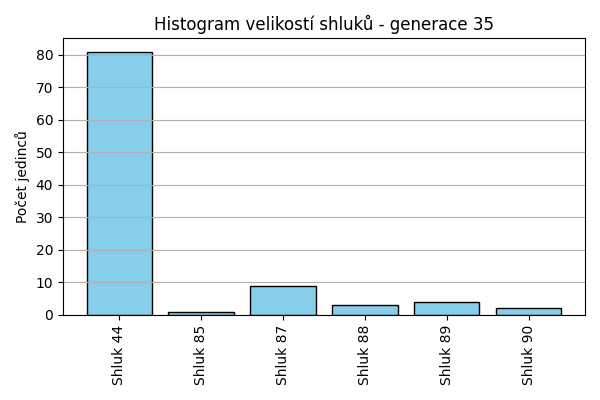 Histogram velikostí shluků - generace 35
Počet jedinců
80
70
60
50
40
30
20
10
0
Shluk 44
Shluk 85
Shluk 87
Shluk 88
Shluk 89
Shluk 90